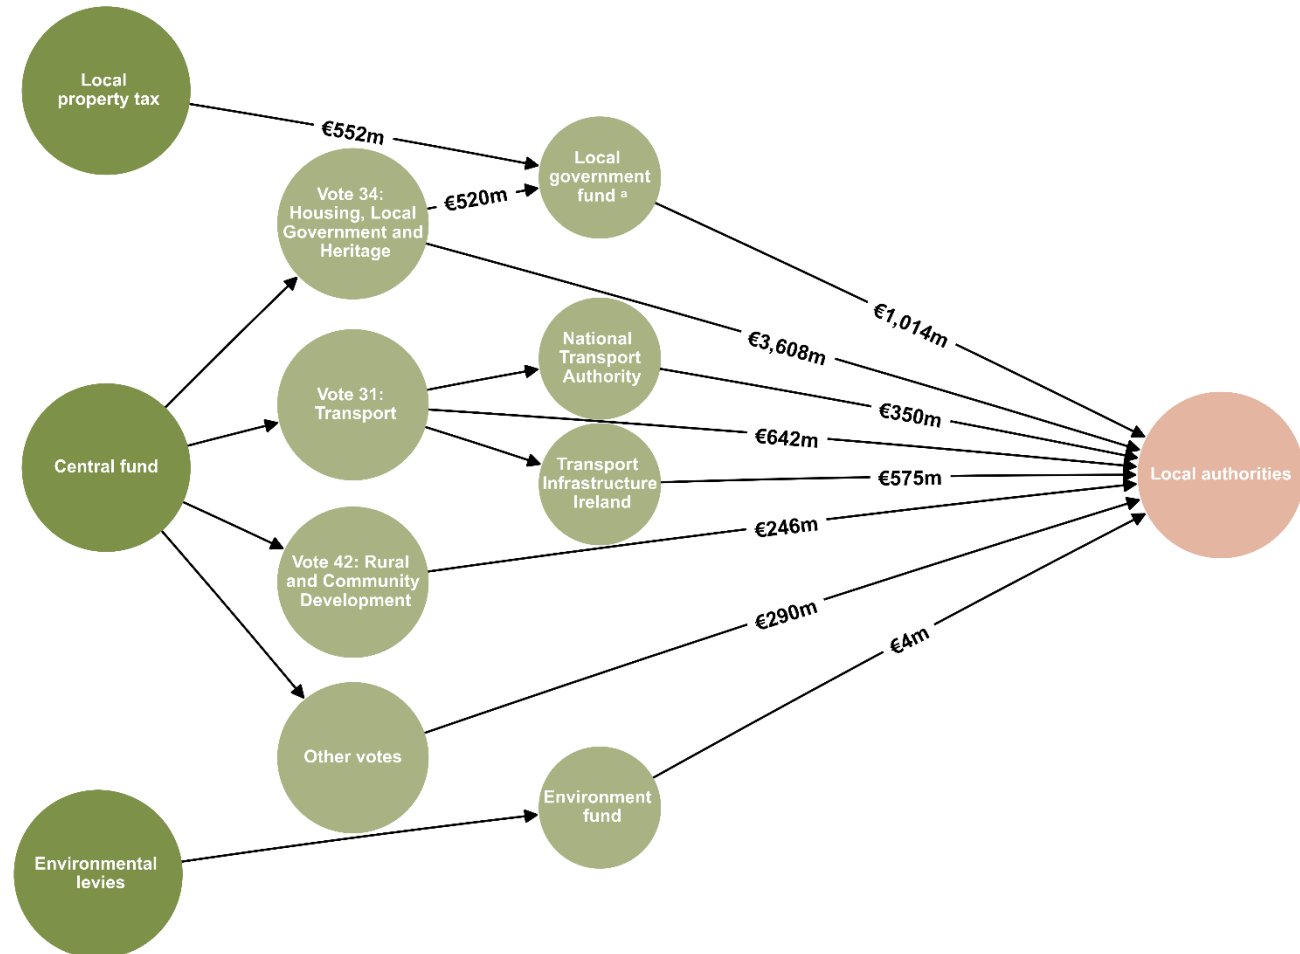 Local
property tax
€552m
Local
government
fund ᵃ
Vote 34:
Housing, Local
Government and
Heritage
€520m
€1,014m
€3,608m
National
Transport
Authority
€350m
Vote 31:
Transport
€642m
Central fund
Transport
Infrastructure
Ireland
€575m
Local authorities
€246m
Vote 42: Rural
and Community
Development
€290m
€4m
Other votes
Environment
fund
Environmental
levies